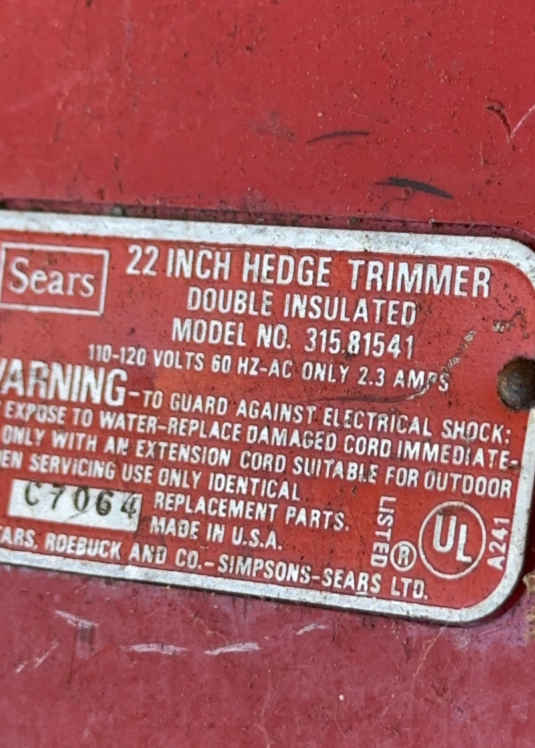 Sears
22 INCH HEDGE TRIMMER
DOUBLE INSULATED
MODEL NO. 315.81541
110-120 VOLTS 60 HZ-AC ONLY 2.3 AMPS
WARNING-TO GUARD AGAINST ELECTRICAL SHOCK:
EXPOSE TO WATER-REPLACE DAMAGED CORD IMMEDIATE-
ONLY WITH AN EXTENSION CORD SUITABLE FOR OUTDOOR
EN SERVICING USE ONLY IDENTICAL
C7064 REPLACEMENT PARTS.
MADE IN U.S.A.
EARS, ROEBUCK AND CO.-SIMPSONS-SEARS LTD.
LISTED ® UL A241